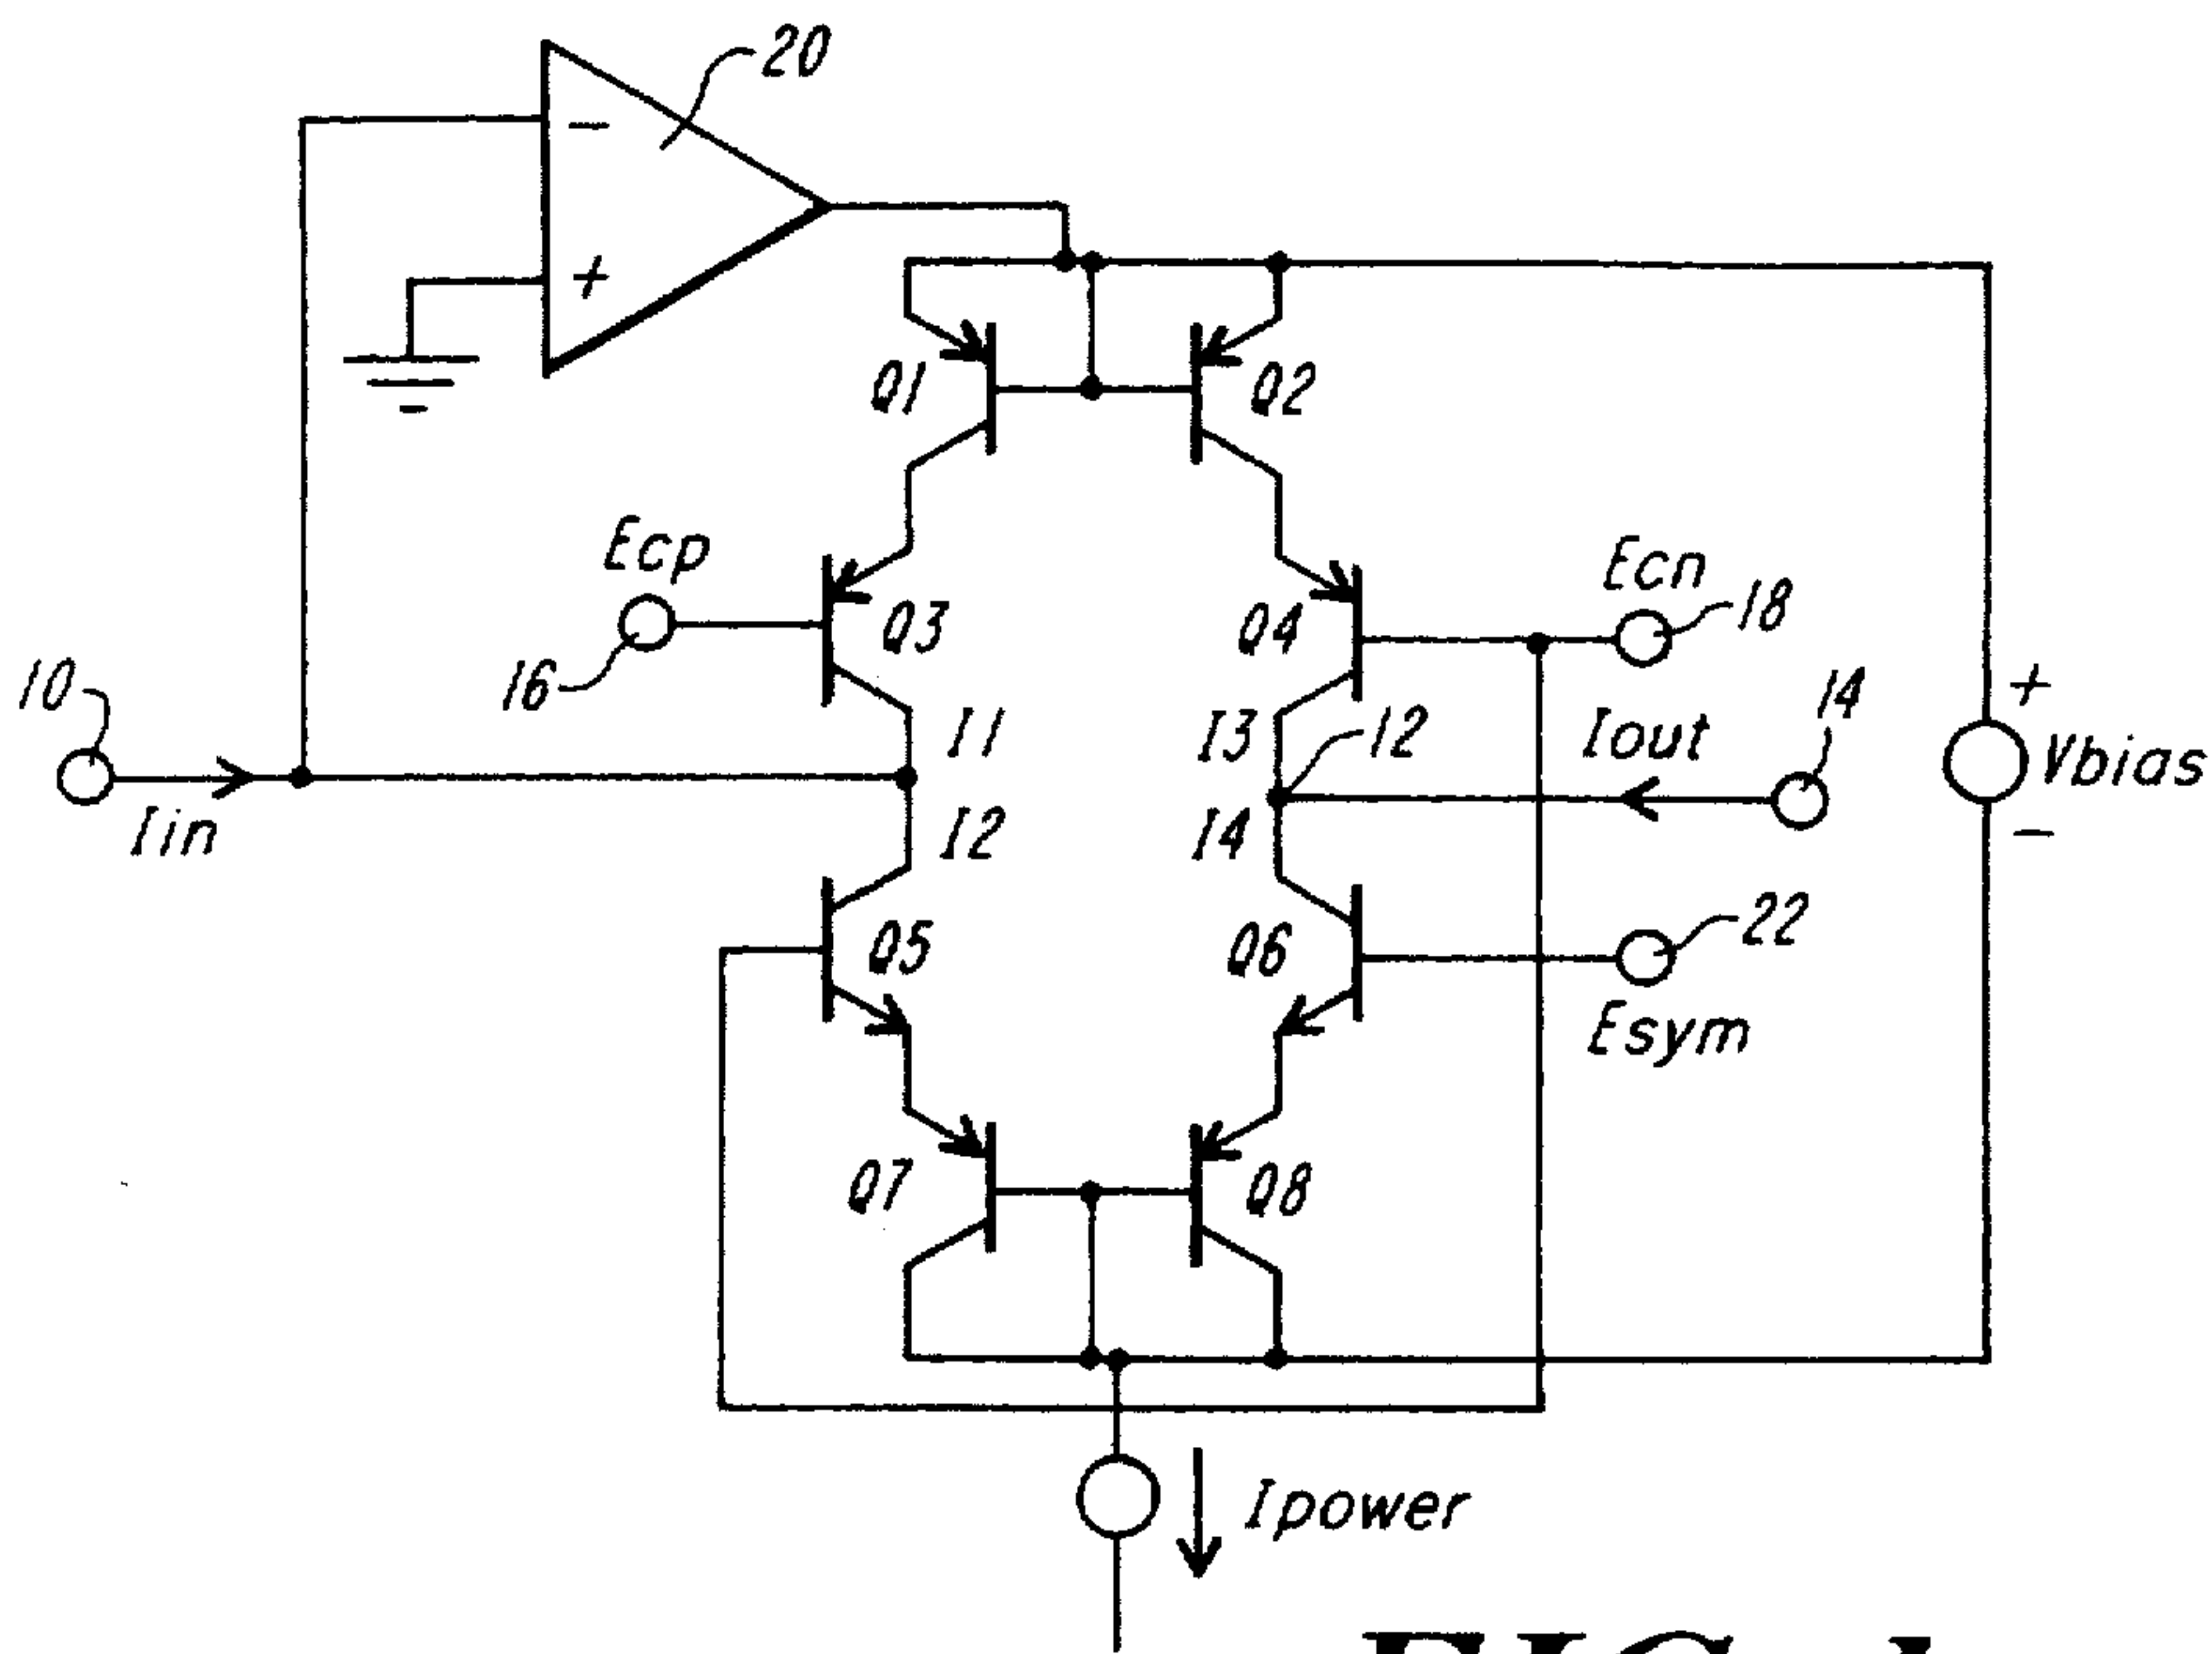 20
−
+
Q1
Q2
Ecp
Ecn
18
Q3
Q4
16
10
I1
I3
12
Iout
14
+
Vbias
−
Iin
I2
I4
Q5
Q6
22
Esym
Q7
Q8
Ipower